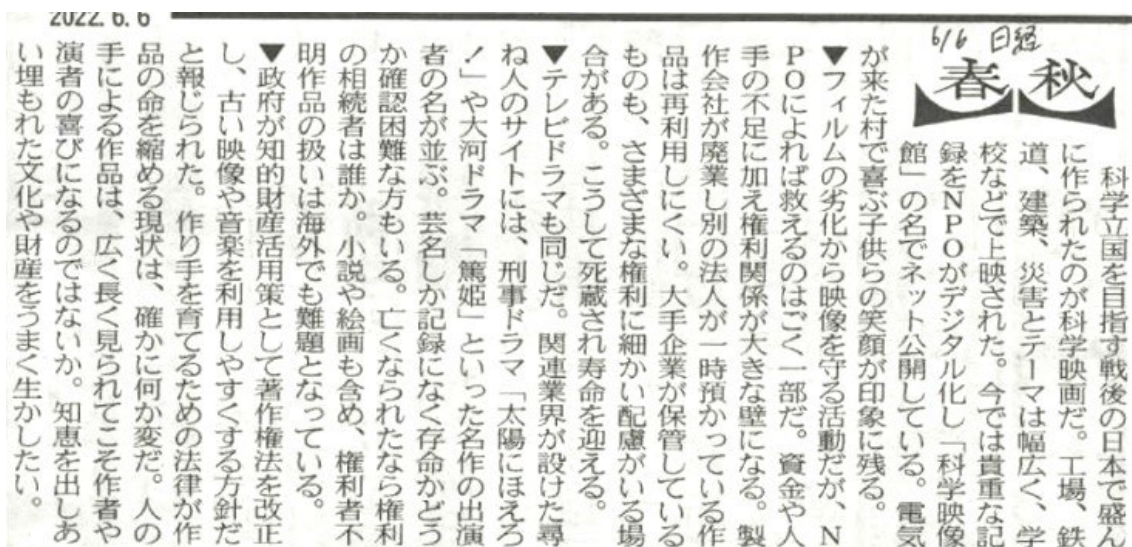 2022. 6. 6
6/6 日経
春秋
科学立国を目指す戦後の日本で盛ん
に作られたのが科学映画だ。工場、鉄
道、建築、災害とテーマは幅広く、学
校などで上映された。今では貴重な記
録をNPOがデジタル化し「科学映像
館」の名でネット公開している。電気
が来た村で喜ぶ子供らの笑顔が印象に残る。
▼フィルムの劣化から映像を守る活動だが、N
POによれば救えるのはごく一部だ。資金や人
手の不足に加え権利関係が大きな壁になる。製
作会社が廃業し別の法人が一時預かっている作
品は再利用しにくい。大手企業が保管している
ものも、さまざまな権利に細かい配慮がいる場
合がある。こうして死蔵され寿命を迎える。
▼テレビドラマも同じだ。関連業界が設けた尋
ね人のサイトには、刑事ドラマ「太陽にほえろ
!」や大河ドラマ「篤姫」といった名作の出演
者の名が並ぶ。芸名しか記録になく存命かどう
か確認困難な方もいる。亡くなられたなら権利
の相続者は誰か。小説や絵画も含め、権利者不
明作品の扱いは海外でも難題となっている。
▼政府が知的財産活用策として著作権法を改正
し、古い映像や音楽を利用しやすくする方針だ
と報じられた。作り手を育てるための法律が作
品の命を縮める現状は、確かに何か変だ。人の
手による作品は、広く長く見られてこそ作者や
演者の喜びになるのではないか。知恵を出しあ
い埋もれた文化や財産をうまく生かしたい。